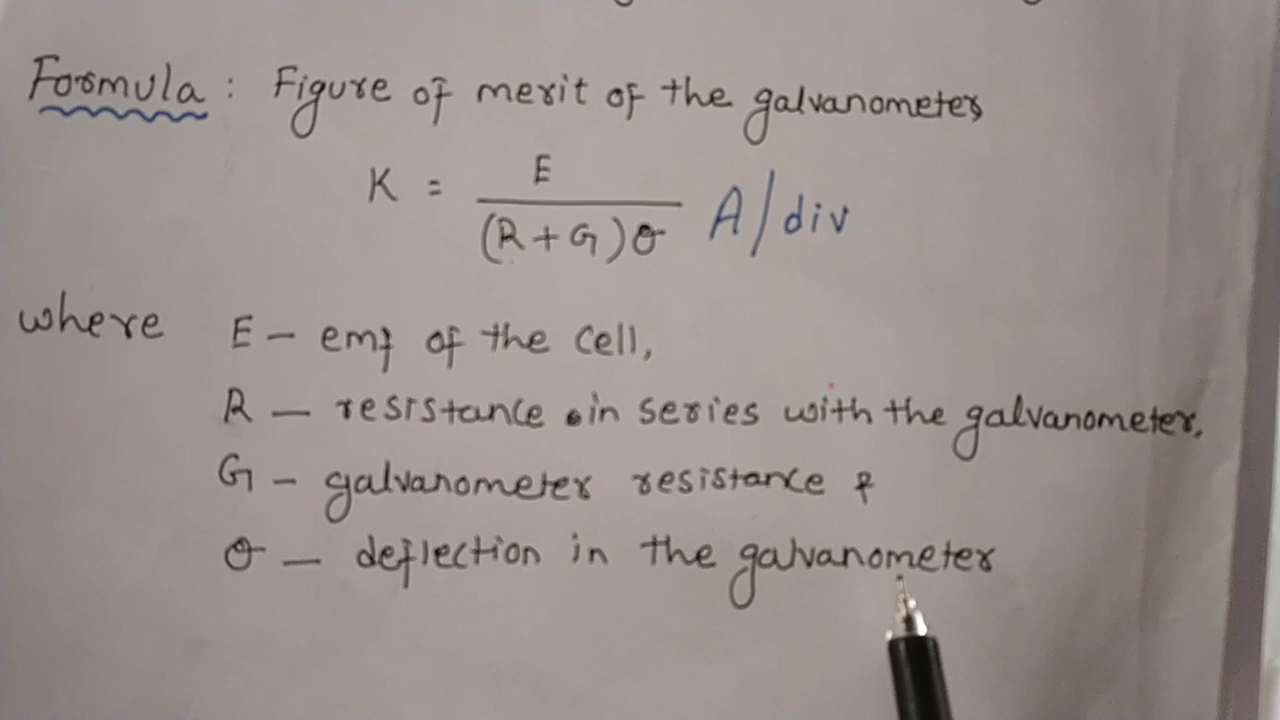 Formula : Figure of merit of the galvanometer
K = E / (R+G)θ A/div
where E – emf of the cell,
R – resistance in series with the galvanometer,
G – galvanometer resistance &
θ – deflection in the galvanometer